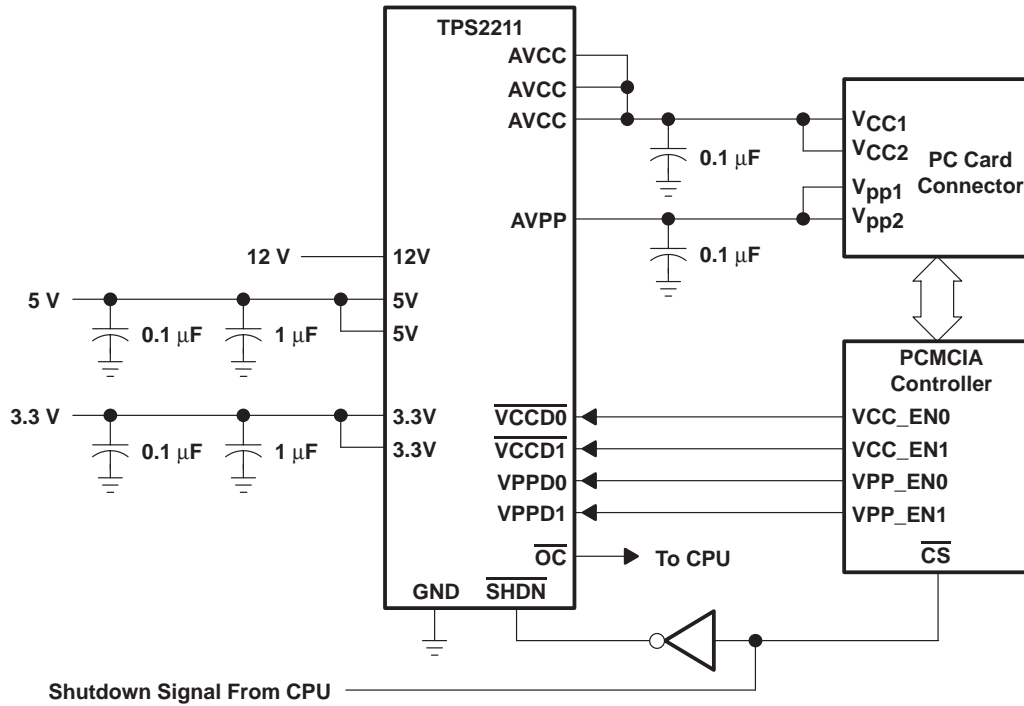 TPS2211
AVCC
AVCC
AVCC
AVPP
12 V
12V
5 V
5V
5V
0.1 μF
1 μF
3.3 V
3.3V
3.3V
0.1 μF
1 μF
VCCD0
VCCD1
VPPD0
VPPD1
OC
To CPU
GND
SHDN
0.1 μF
0.1 μF
VCC1
VCC2
Vpp1
Vpp2
PC Card
Connector
PCMCIA
Controller
VCC_EN0
VCC_EN1
VPP_EN0
VPP_EN1
CS
Shutdown Signal From CPU